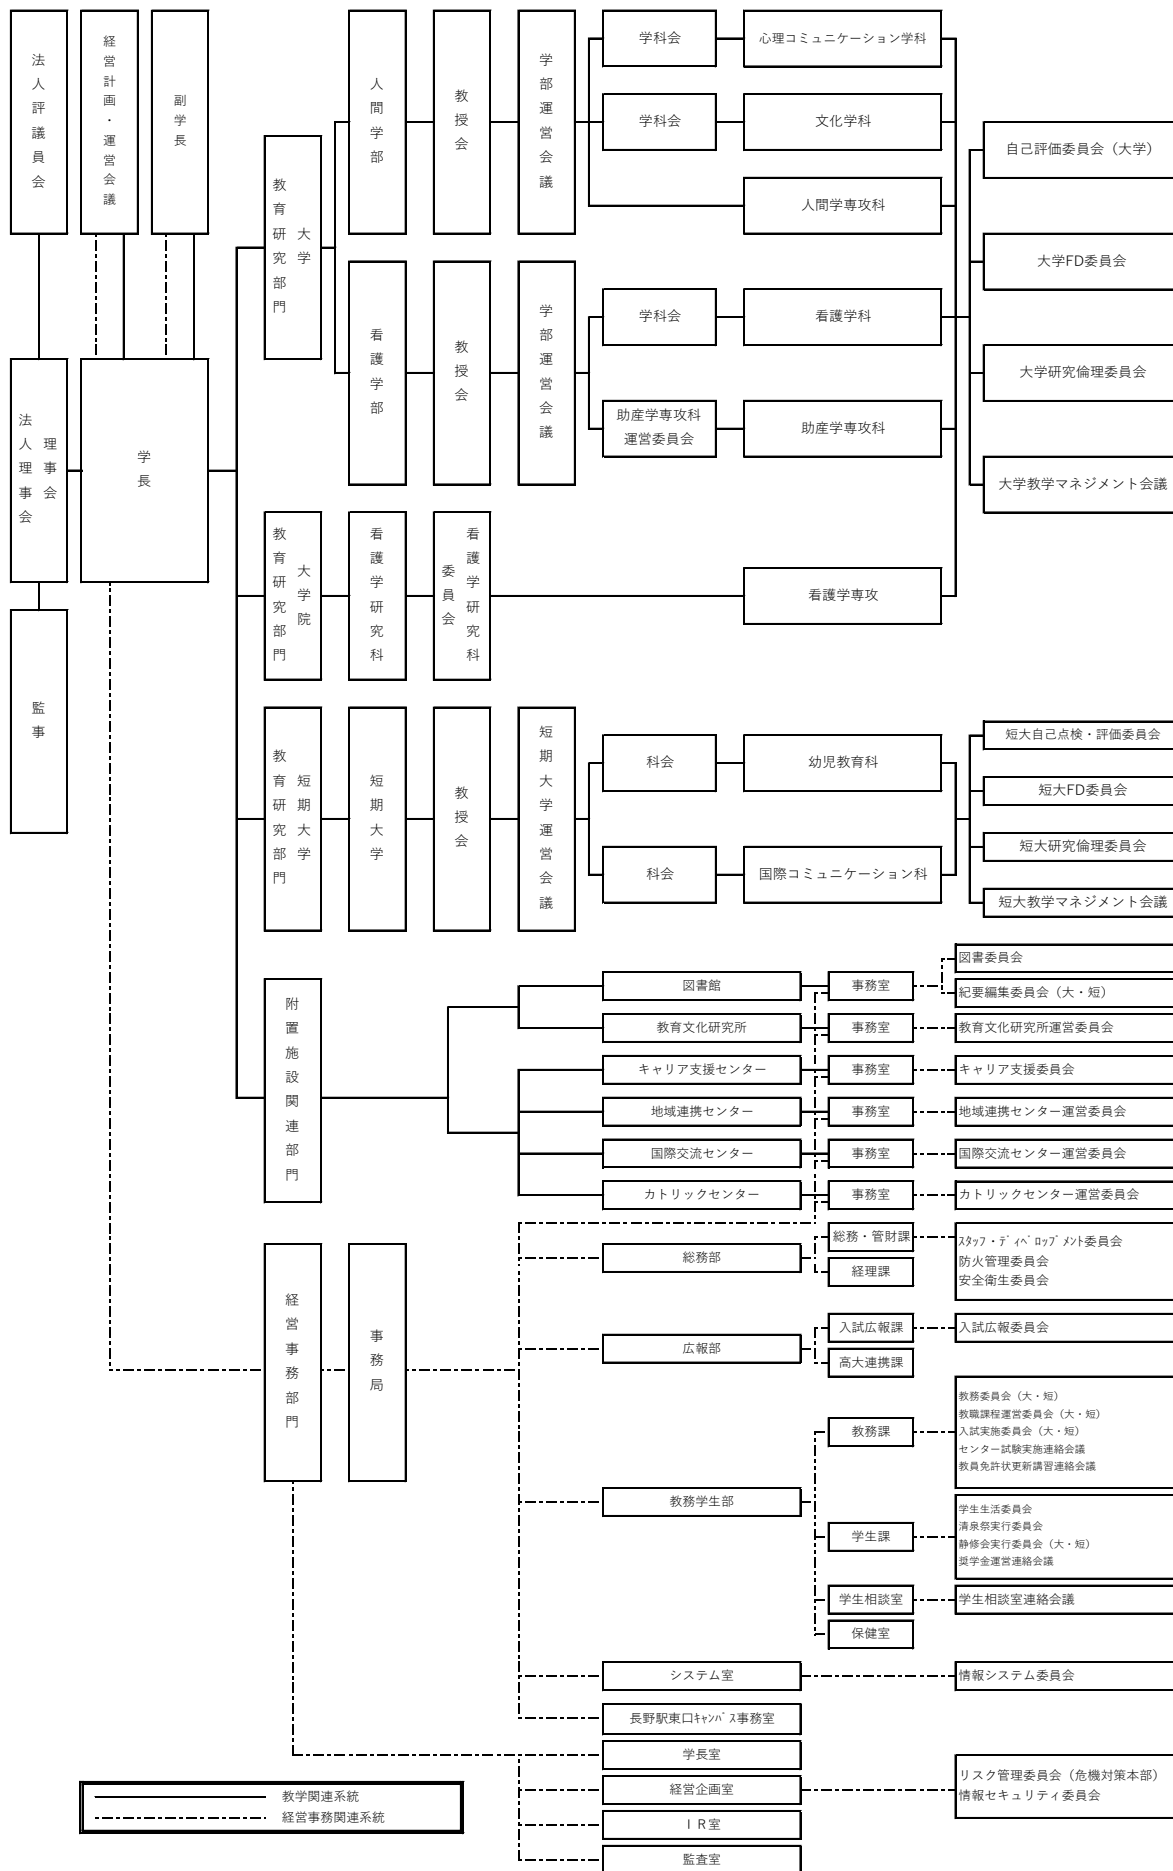 法人評議員会
経営計画・運営会議
副学長
法人理事会
理事会
学長
監事
教育研究部門
大学
人間学部
教授会
学部運営会議
学科会
心理コミュニケーション学科
学科会
文化学科
人間学専攻科
看護学部
教授会
学部運営会議
学科会
看護学科
助産学専攻科
運営委員会
助産学専攻科
自己評価委員会（大学）
大学FD委員会
大学研究倫理委員会
大学教学マネジメント会議
教育研究部門
大学院
看護学研究科
看護学研究科
委員会
看護学専攻
教育研究部門
短期大学
短期大学
教授会
短期大学運営会議
科会
幼児教育科
科会
国際コミュニケーション科
短大自己点検・評価委員会
短大FD委員会
短大研究倫理委員会
短大教学マネジメント会議
附置施設関連部門
図書館
事務室
図書委員会
紀要編集委員会（大・短）
教育文化研究所
事務室
教育文化研究所運営委員会
キャリア支援センター
事務室
キャリア支援委員会
地域連携センター
事務室
地域連携センター運営委員会
国際交流センター
事務室
国際交流センター運営委員会
カトリックセンター
事務室
カトリックセンター運営委員会
経営事務部門
事務局
総務部
総務・管財課
経理課
ｽﾀｯﾌ・ﾃﾞｨﾍﾞﾛｯﾌﾟﾒﾝﾄ委員会
防火管理委員会
安全衛生委員会
広報部
入試広報課
入試広報委員会
高大連携課
教務学生部
教務課
教務委員会（大・短）
教職課程運営委員会（大・短）
入試実施委員会（大・短）
センター試験実施連絡会議
教員免許状更新講習連絡会議
学生課
学生生活委員会
清泉祭実行委員会
静修会実行委員会（大・短）
奨学金運営連絡会議
学生相談室
学生相談室連絡会議
保健室
システム室
情報システム委員会
長野駅東口ｷｬﾝﾊﾟｽ事務室
学長室
経営企画室
リスク管理委員会（危機対策本部）
情報セキュリティ委員会
ＩＲ室
監査室
教学関連系統
経営事務関連系統